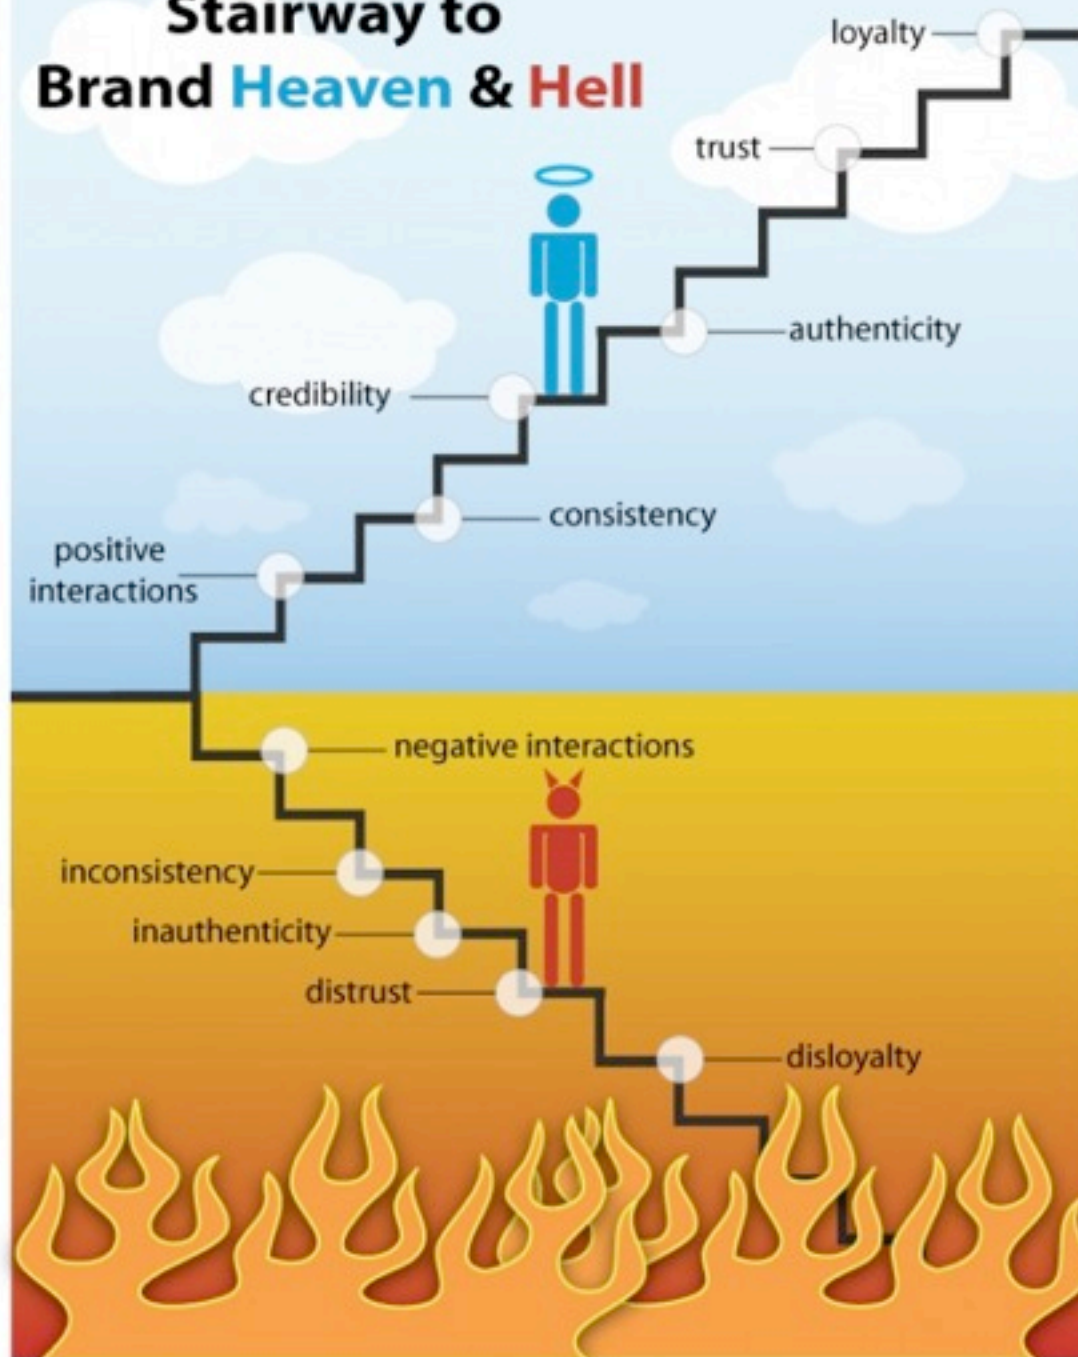 Stairway to
Brand Heaven & Hell
loyalty
trust
authenticity
credibility
consistency
positive
interactions
negative interactions
inconsistency
inauthenticity
distrust
disloyalty